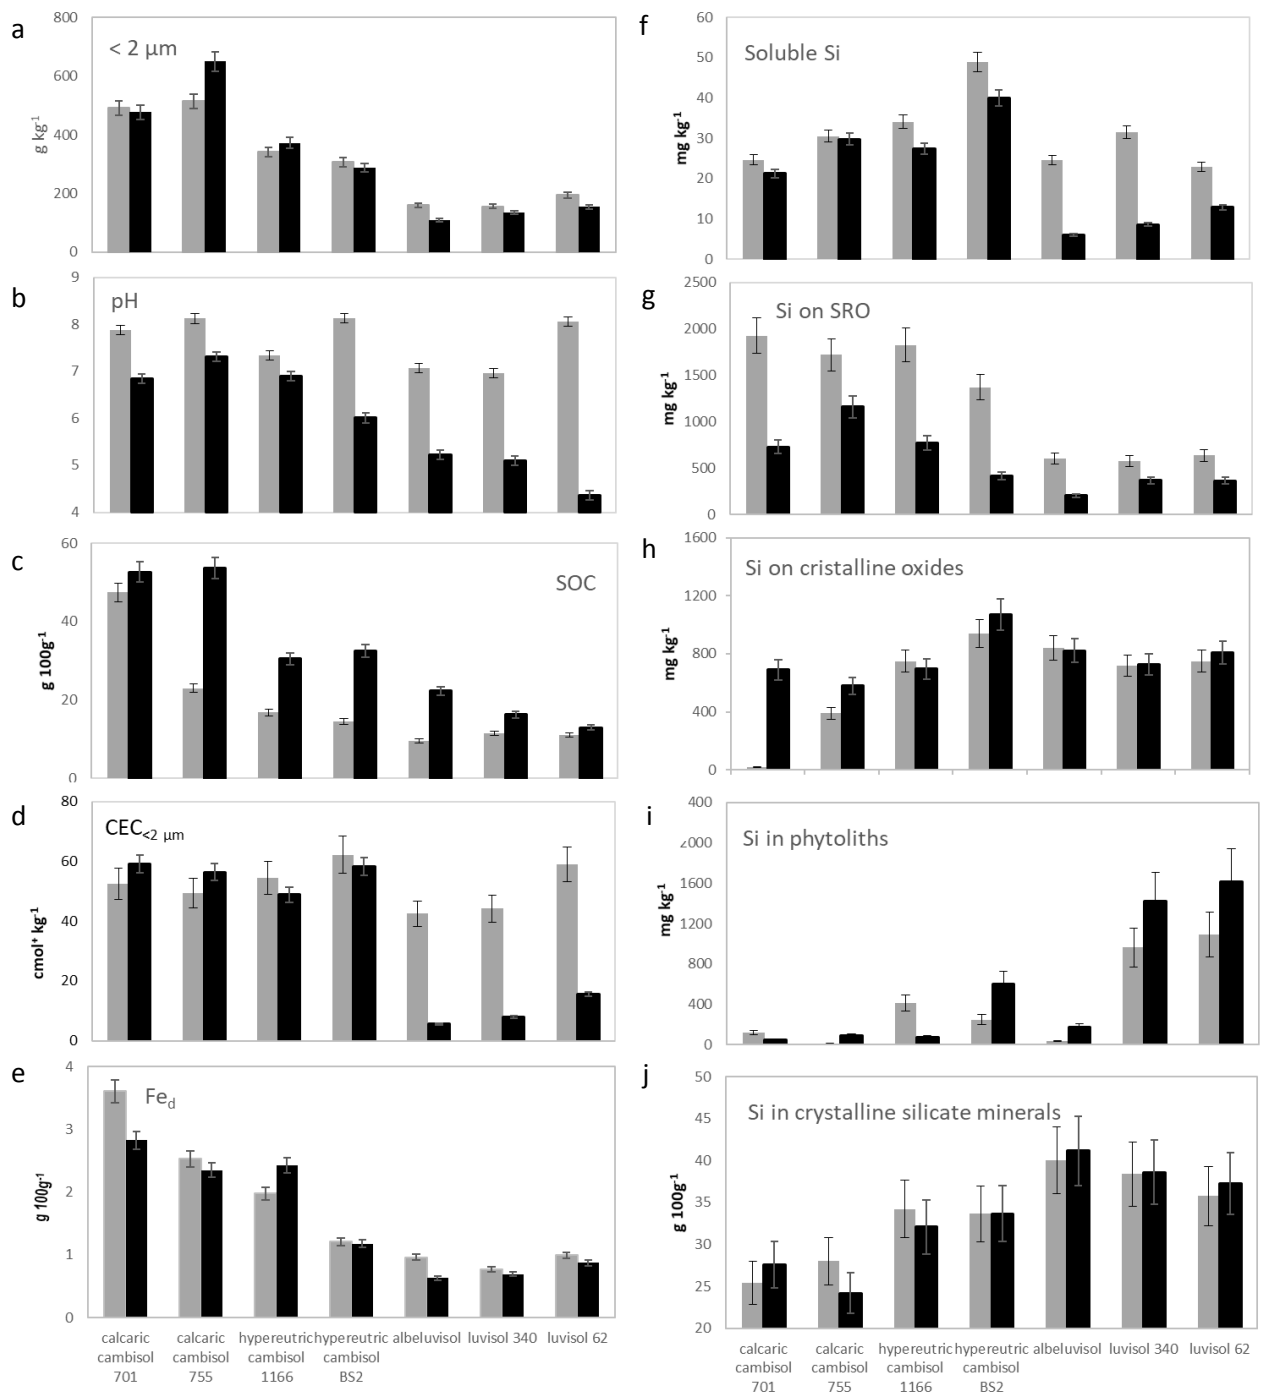 a
< 2 μm
g kg⁻¹
800
600
400
200
0
b
pH
9
8
7
6
5
4
c
SOC
g 100g⁻¹
60
40
20
0
d
CEC<2 μm
cmol⁺ kg⁻¹
80
60
40
20
0
e
Fed
g 100g⁻¹
4
3
2
1
0
calcaric cambisol 701
calcaric cambisol 755
hypereutric cambisol 1166
hypereutric cambisol BS2
albeluvisol
luvisol 340
luvisol 62
f
Soluble Si
mg kg⁻¹
60
50
40
30
20
10
0
g
Si on SRO
mg kg⁻¹
2500
2000
1500
1000
500
0
h
Si on cristalline oxides
mg kg⁻¹
1600
1200
800
400
0
i
Si in phytoliths
mg kg⁻¹
400
2000
1600
1200
800
400
0
j
Si in crystalline silicate minerals
g 100g⁻¹
50
45
40
35
30
25
20
calcaric cambisol 701
calcaric cambisol 755
hypereutric cambisol 1166
hypereutric cambisol BS2
albeluvisol
luvisol 340
luvisol 62